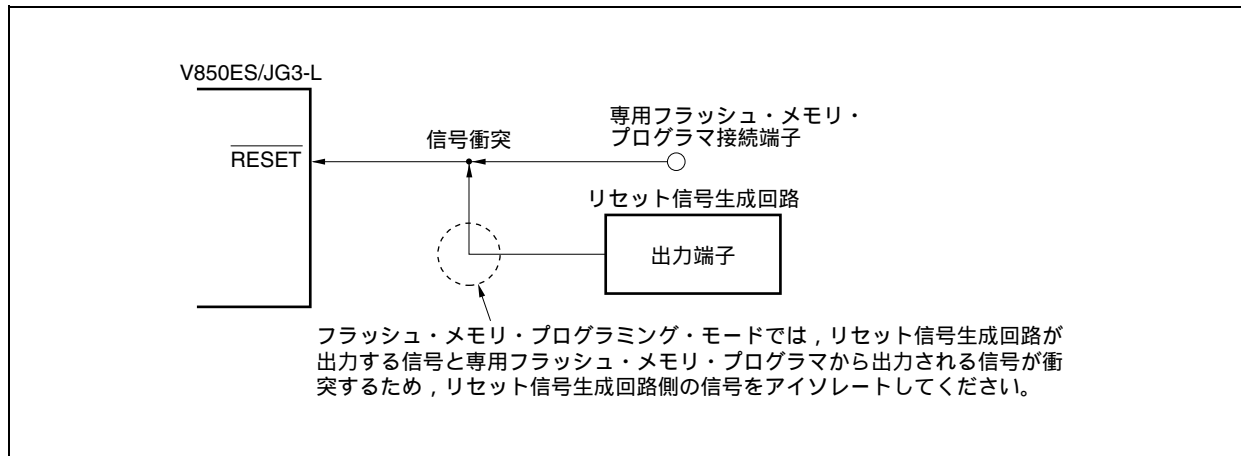 V850ES/JG3-L
専用フラッシュ・メモリ・
プログラマ接続端子
信号衝突
RESET
リセット信号生成回路
出力端子
フラッシュ・メモリ・プログラミング・モードでは，リセット信号生成回路が
出力する信号と専用フラッシュ・メモリ・プログラマから出力される信号が衝
突するため，リセット信号生成回路側の信号をアイソレートしてください。